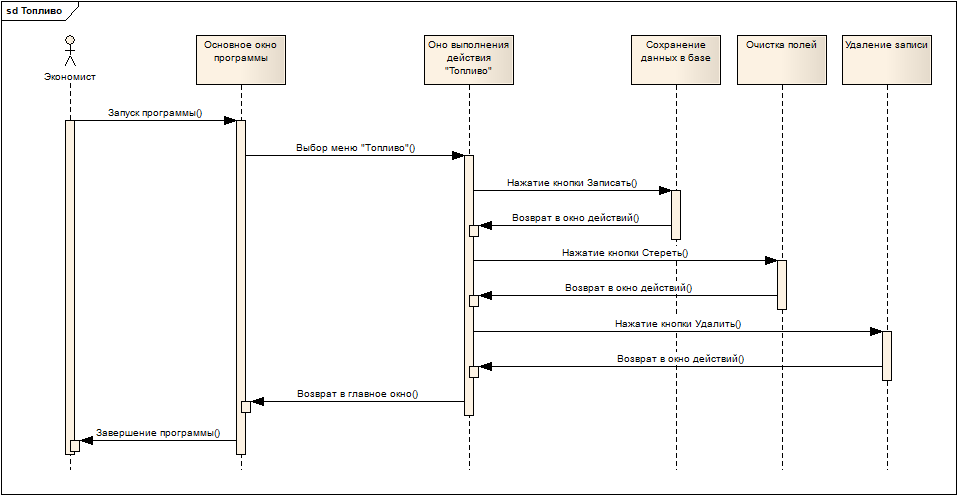 sd Топливо
Экономист
Основное окно
программы
Оно выполнения
действия
"Топливо"
Сохранение
данных в базе
Очистка полей
Удаление записи
Запуск программы()
Выбор меню "Топливо"()
Нажатие кнопки Записать()
Возврат в окно действий()
Нажатие кнопки Стереть()
Возврат в окно действий()
Нажатие кнопки Удалить()
Возврат в окно действий()
Возврат в главное окно()
Завершение программы()